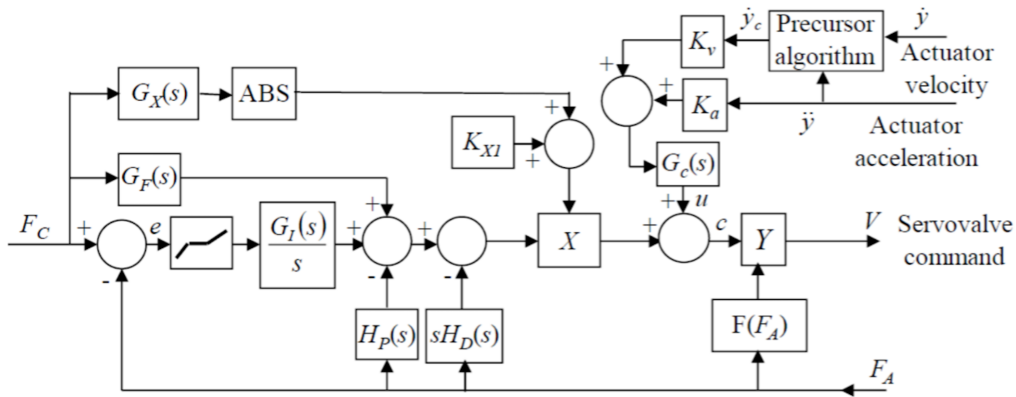 ẏ_c
K_v
Precursor
algorithm
ẏ
Actuator
velocity
G_X(s)
ABS
+
+
K_a
ÿ
Actuator
acceleration
K_X1
+
+
G_c(s)
G_F(s)
F_C
+
-
e
G_I(s)
s
+
+
-
+
-
X
+
+
u
c
Y
V
Servovalve
command
H_P(s)
sH_D(s)
F(F_A)
F_A